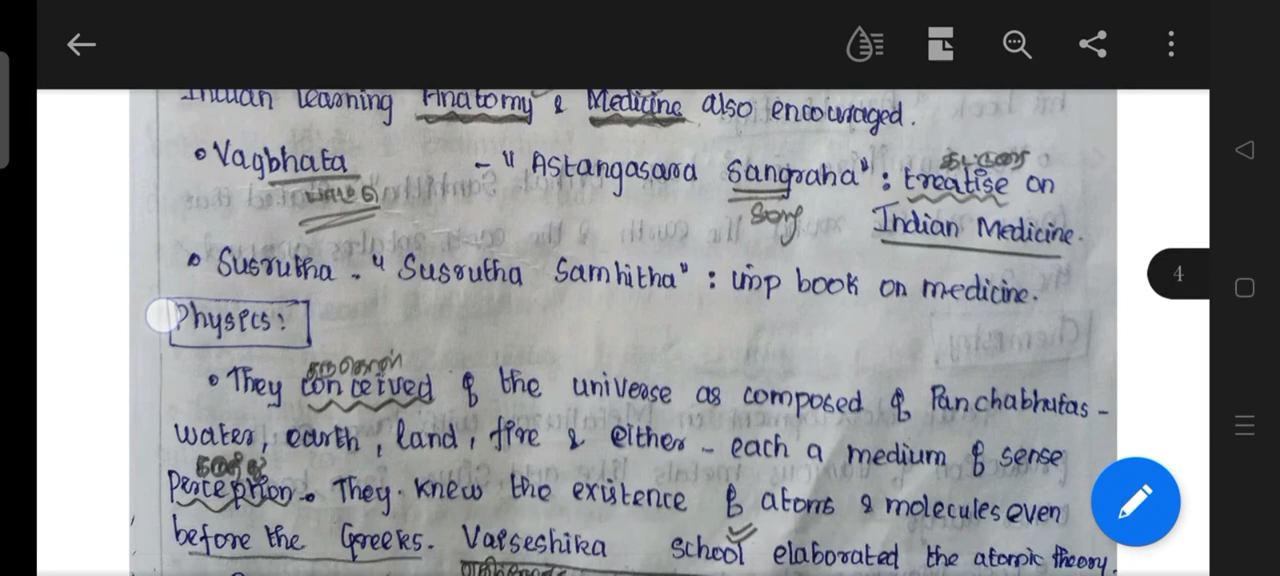 Indian learning Anatomy & Medicine also encouraged.
• Vagbhata - "Astangasara Sangraha" : treatise on
Indian Medicine.
• Susrutha - "Susrutha Samhitha" : imp book on medicine.
4
Physics:
• They conceived of the universe as composed of Panchabhutas -
water, earth, land, fire & either - each a medium of sense
perception. They knew the existence of atoms & molecules even
before the Greeks. Vaiseshika school elaborated the atomic theory.